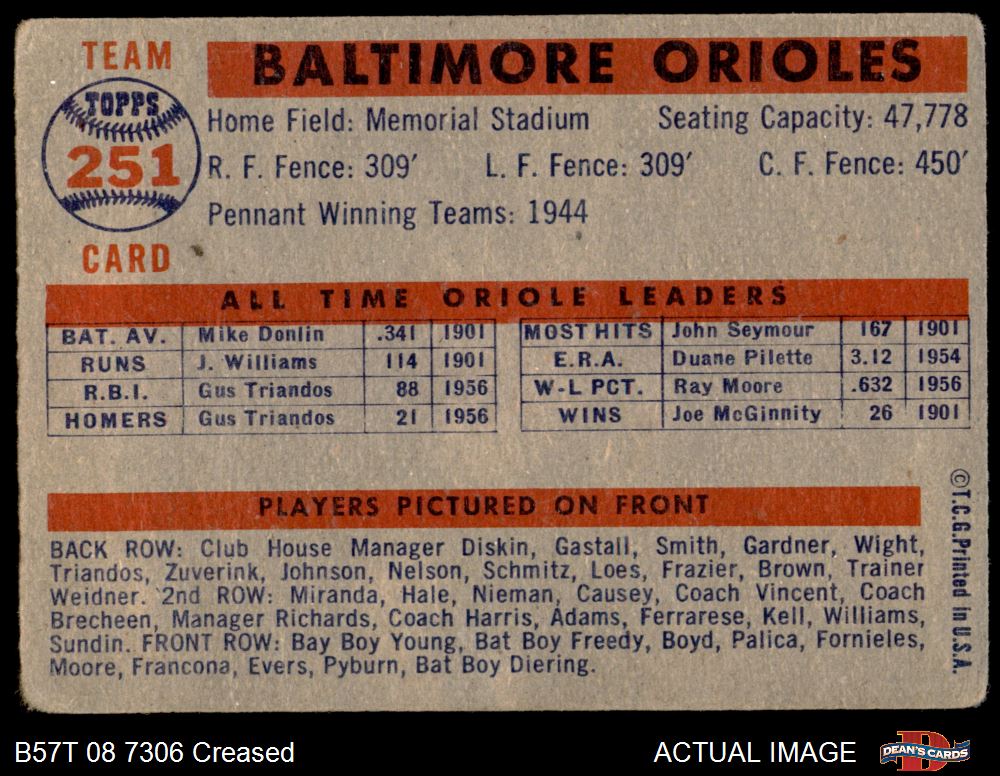 TEAM
BALTIMORE ORIOLES
TOPPS
251
CARD
Home Field: Memorial Stadium Seating Capacity: 47,778
R. F. Fence: 309′ L. F. Fence: 309′ C. F. Fence: 450′
Pennant Winning Teams: 1944
ALL TIME ORIOLE LEADERS
BAT. AV. Mike Donlin .341 1901 MOST HITS John Seymour 167 1901
RUNS J. Williams 114 1901 E.R.A. Duane Pilette 3.12 1954
R.B.I. Gus Triandos 88 1956 W-L PCT. Ray Moore .632 1956
HOMERS Gus Triandos 21 1956 WINS Joe McGinnity 26 1901
PLAYERS PICTURED ON FRONT
BACK ROW: Club House Manager Diskin, Gastall, Smith, Gardner, Wight,
Triandos, Zuverink, Johnson, Nelson, Schmitz, Loes, Frazier, Brown, Trainer
Weidner. 2nd ROW: Miranda, Hale, Nieman, Causey, Coach Vincent, Coach
Brecheen, Manager Richards, Coach Harris, Adams, Ferrarese, Kell, Williams,
Sundin. FRONT ROW: Bay Boy Young, Bat Boy Freedy, Boyd, Palica, Fornieles,
Moore, Francona, Evers, Pyburn, Bat Boy Diering.
©T.C.G. Printed in U.S.A.
B57T 08 7306 Creased
ACTUAL IMAGE
DEAN'S CARDS